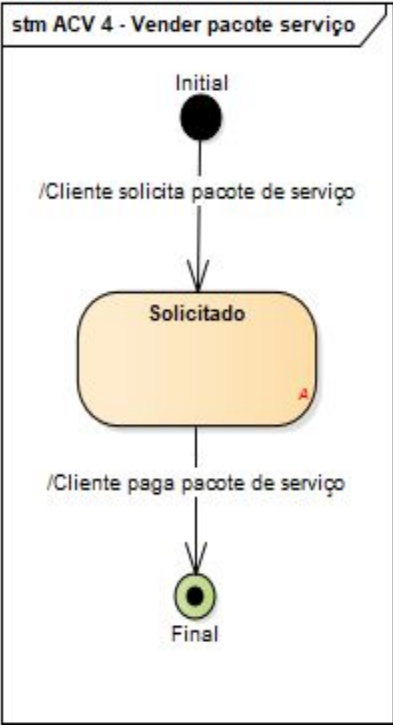 stm ACV 4 - Vender pacote serviço
Initial
/Cliente solicita pacote de serviço
Solicitado
A
/Cliente paga pacote de serviço
Final